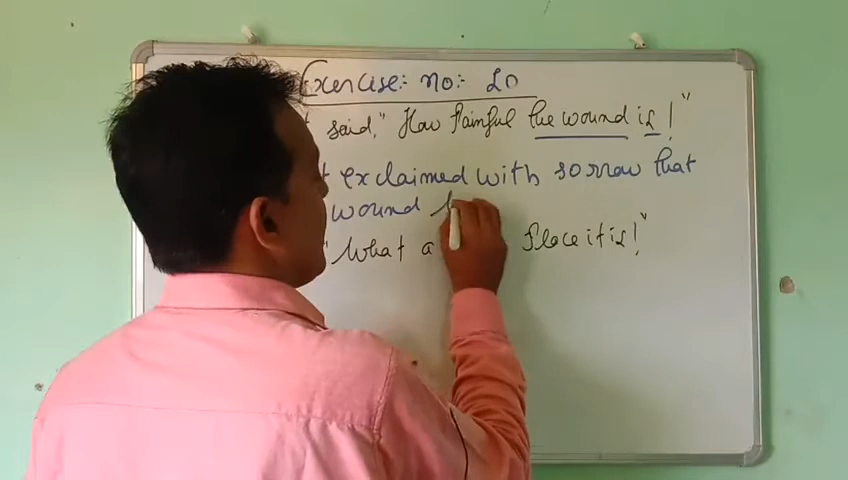 Exercise:- no:- 20
said," How Painful the wound is!"
exclaimed with sorrow that
wound
"What a Place it is!"